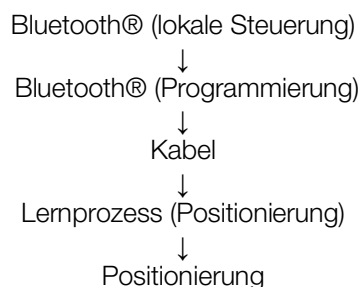 Bluetooth® (lokale Steuerung)
↓
Bluetooth® (Programmierung)
↓
Kabel
↓
Lernprozess (Positionierung)
↓
Positionierung